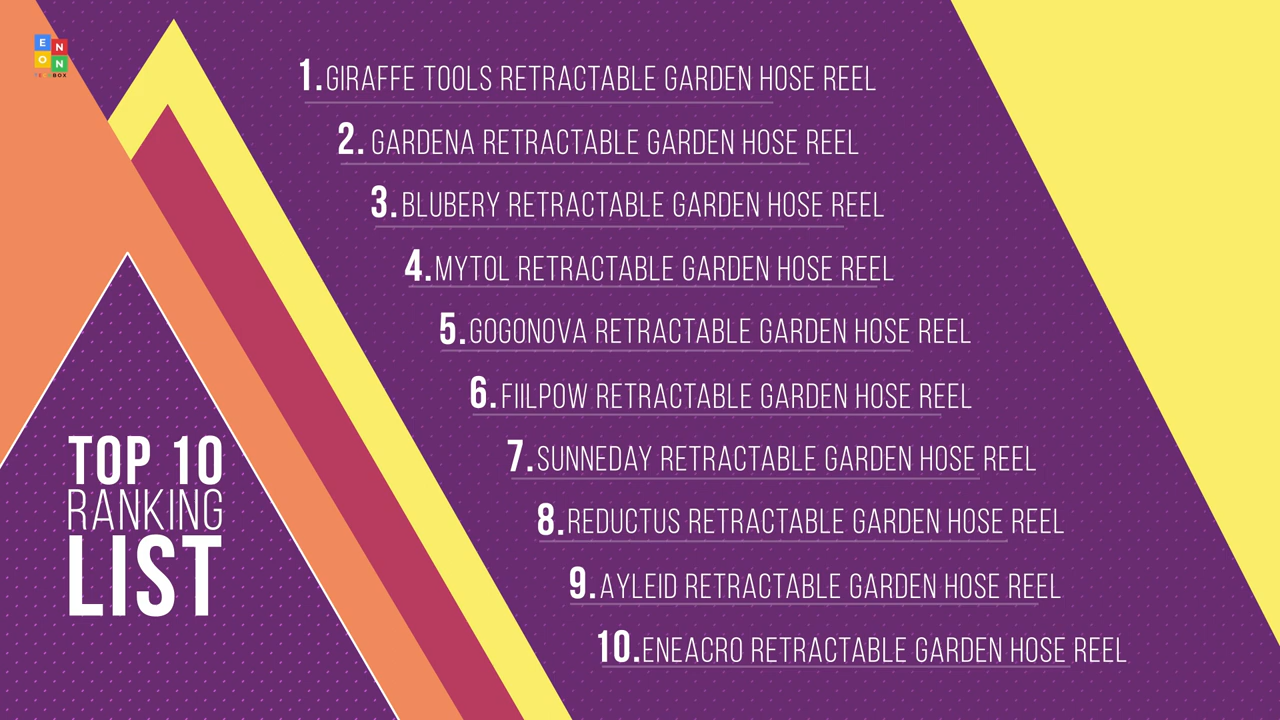 E N
O N
BOX
1. GIRAFFE TOOLS RETRACTABLE GARDEN HOSE REEL
2. GARDENA RETRACTABLE GARDEN HOSE REEL
3. BLUBERY RETRACTABLE GARDEN HOSE REEL
4. MYTOL RETRACTABLE GARDEN HOSE REEL
5. GOGONOVA RETRACTABLE GARDEN HOSE REEL
6. FIILPOW RETRACTABLE GARDEN HOSE REEL
7. SUNNEDAY RETRACTABLE GARDEN HOSE REEL
8. REDUCTUS RETRACTABLE GARDEN HOSE REEL
9. AYLEID RETRACTABLE GARDEN HOSE REEL
10. ENEACRO RETRACTABLE GARDEN HOSE REEL
TOP 10
RANKING
LIST